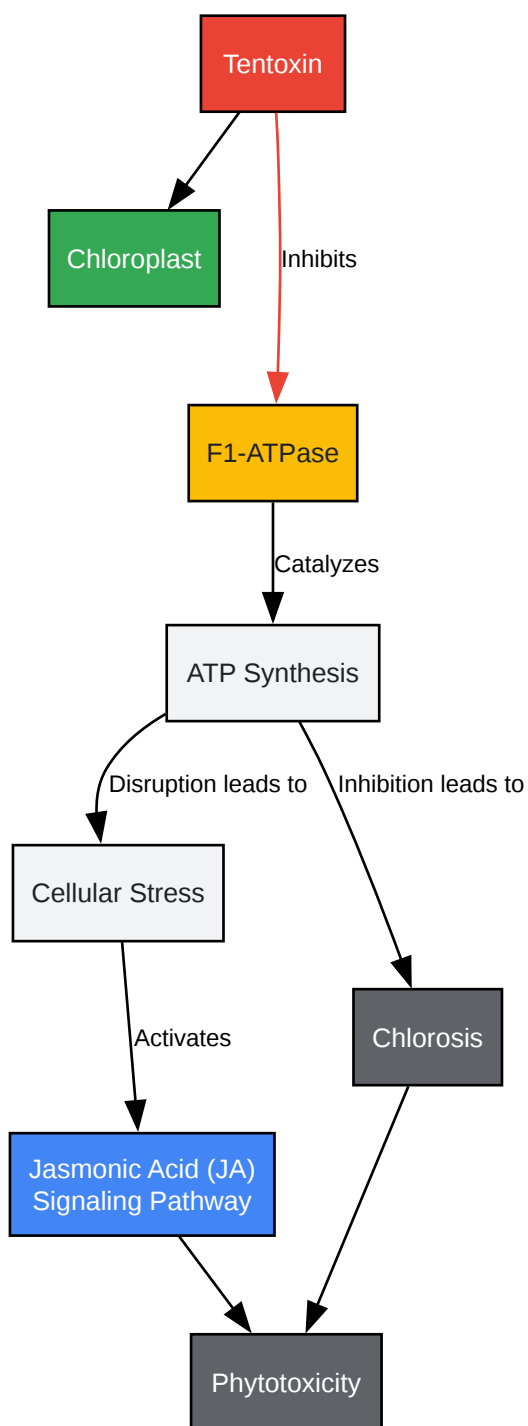 Tentoxin
Chloroplast
Inhibits
F1-ATPase
Catalyzes
ATP Synthesis
Disruption leads to
Inhibition leads to
Cellular Stress
Chlorosis
Activates
Jasmonic Acid (JA)
Signaling Pathway
Phytotoxicity